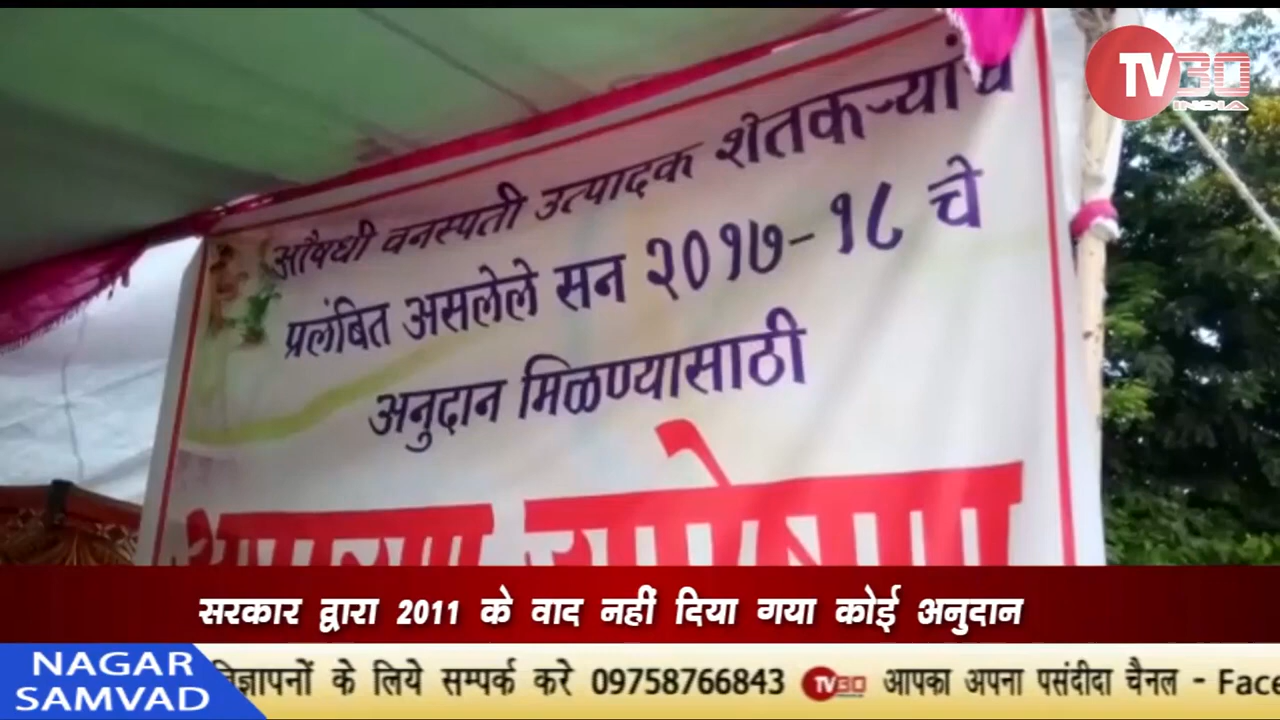 TV30
INDIA
औषधी वनस्पती उत्पादक शेतकऱ्यांचे
प्रलंबित असलेले सन २०१७-१८ चे
अनुदान मिळण्यासाठी
सरकार द्वारा 2011 के वाद नहीं दिया गया कोई अनुदान
NAGAR
SAMVAD
विज्ञापनों के लिये सम्पर्क करे 09758766843 TV30 आपका अपना पसंदीदा चैनल - Face